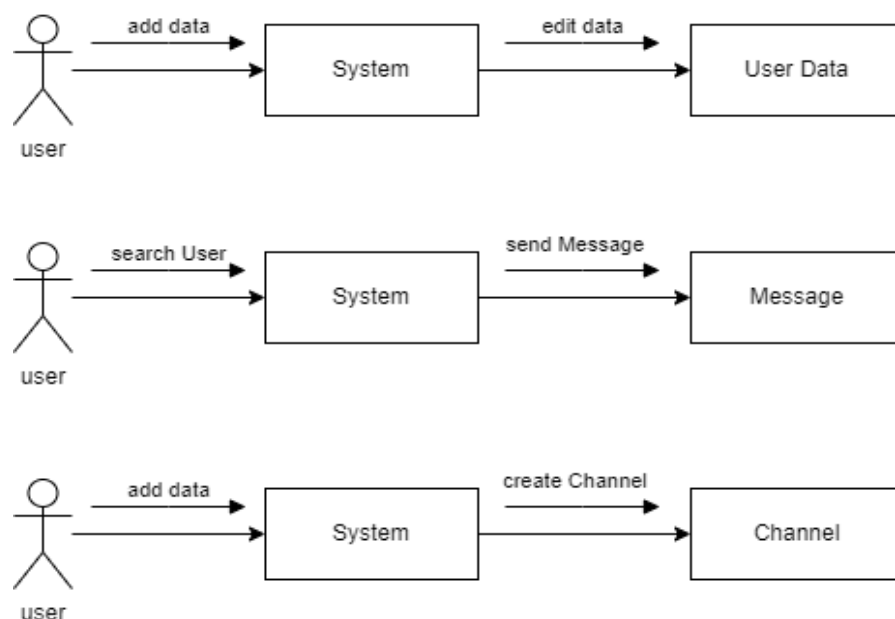 add data
edit data
System
User Data
user
search User
send Message
System
Message
user
add data
create Channel
System
Channel
user